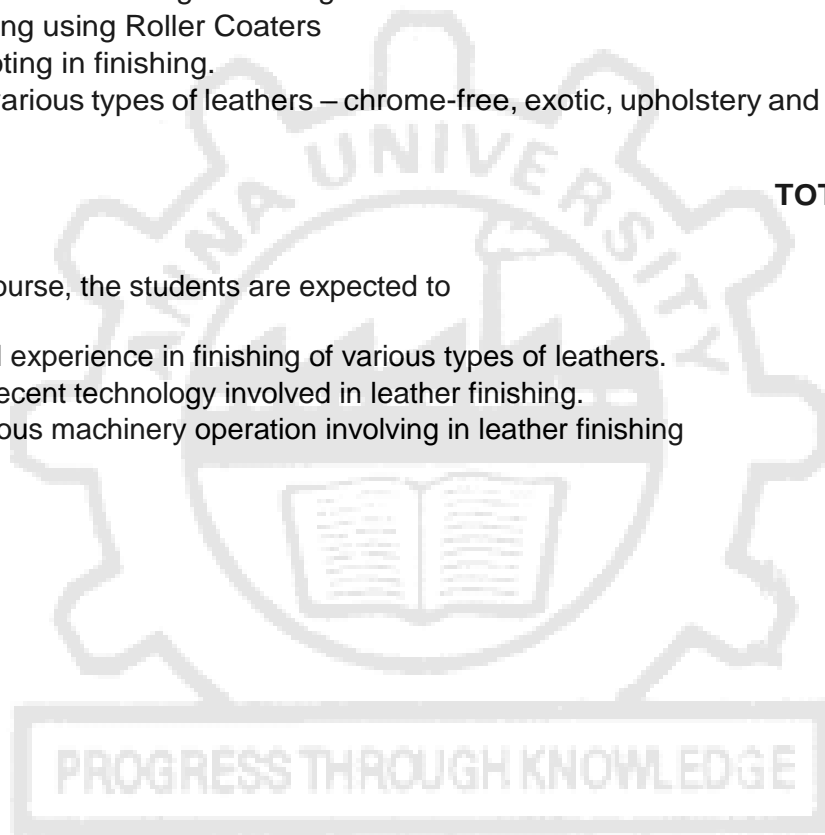 ng using Roller Coaters
ting in finishing.
various types of leathers – chrome-free, exotic, upholstery and
TOT
ourse, the students are expected to
l experience in finishing of various types of leathers.
ecent technology involved in leather finishing.
ous machinery operation involving in leather finishing
ANNA UNIVERSITY
PROGRESS THROUGH KNOWLEDGE